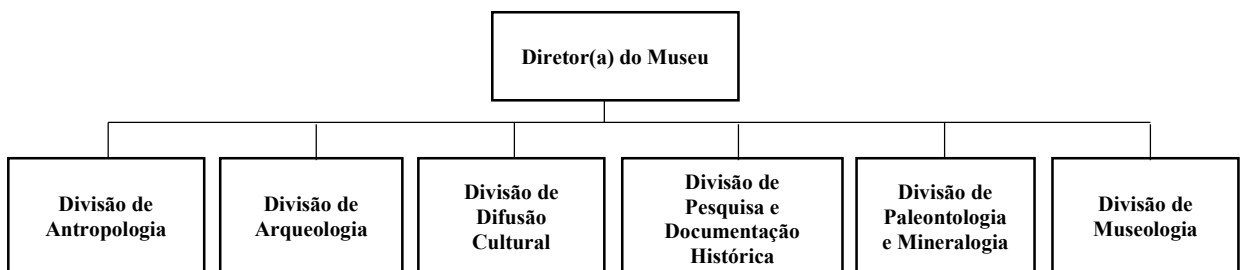 Diretor(a) do Museu
Divisão de
Antropologia
Divisão de
Arqueologia
Divisão de
Difusão
Cultural
Divisão de
Pesquisa e
Documentação
Histórica
Divisão de
Paleontologia
e Mineralogia
Divisão de
Museologia